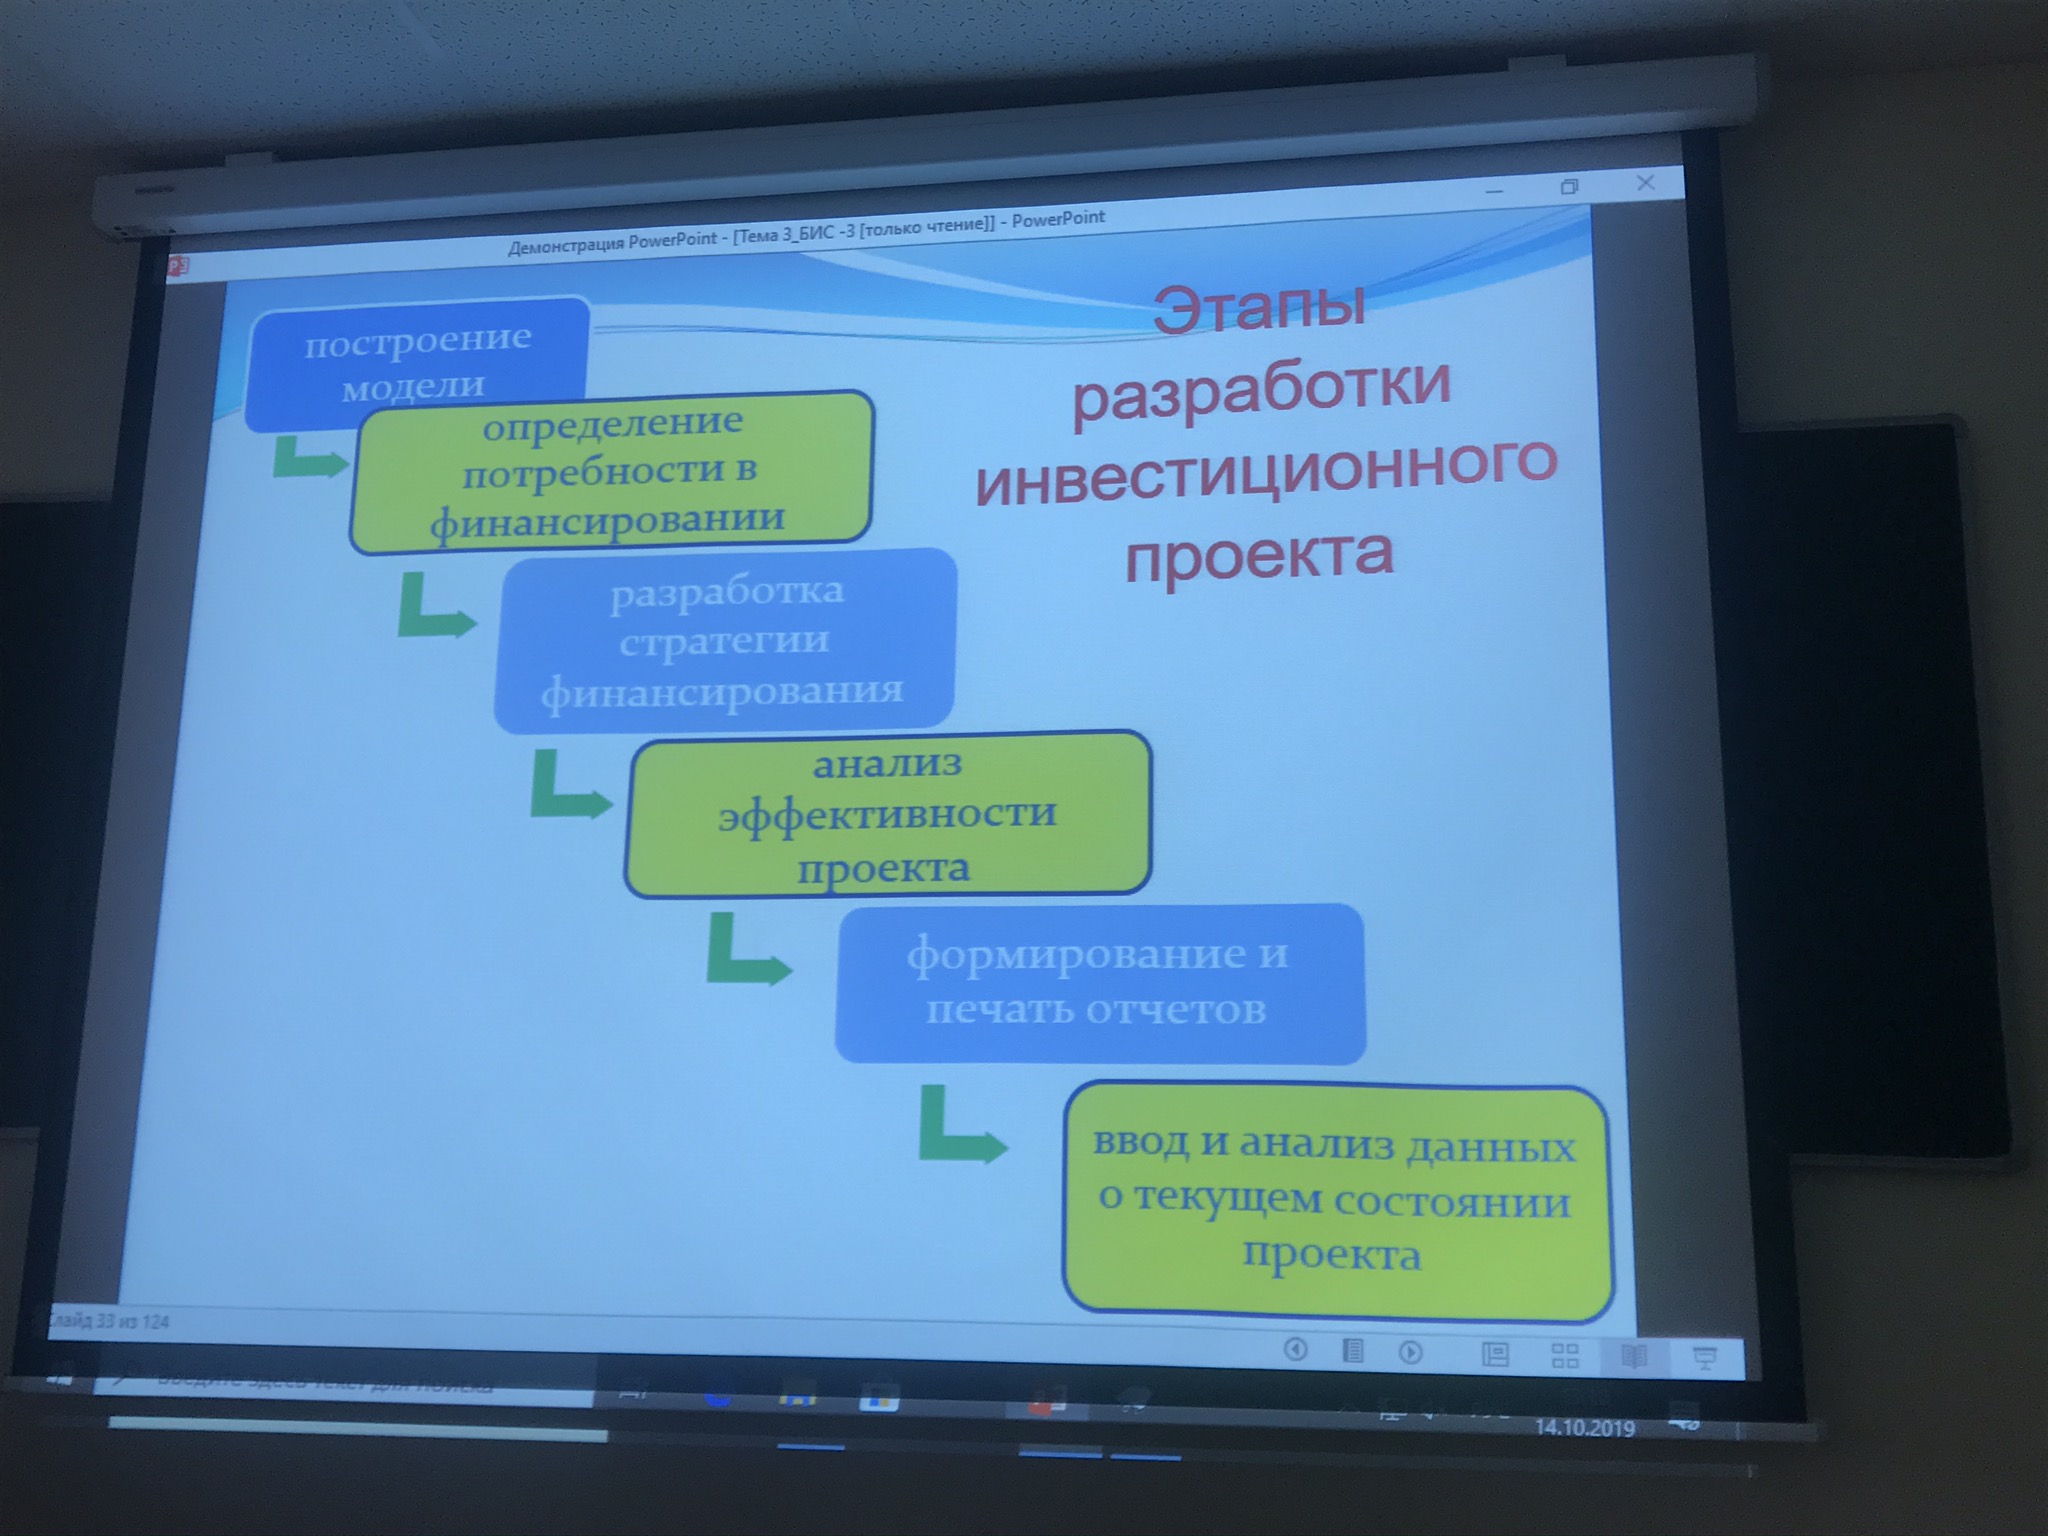 Демонстрация PowerPoint - [Тема 3_БИС -3 [только чтение]] - PowerPoint
Этапы
разработки
инвестиционного
проекта
построение
модели
определение
потребности в
финансировании
разработка
стратегии
финансирования
анализ
эффективности
проекта
формирование и
печать отчетов
ввод и анализ данных
о текущем состоянии
проекта
Слайд 33 из 124
Введите здесь текст для поиска
14.10.2019